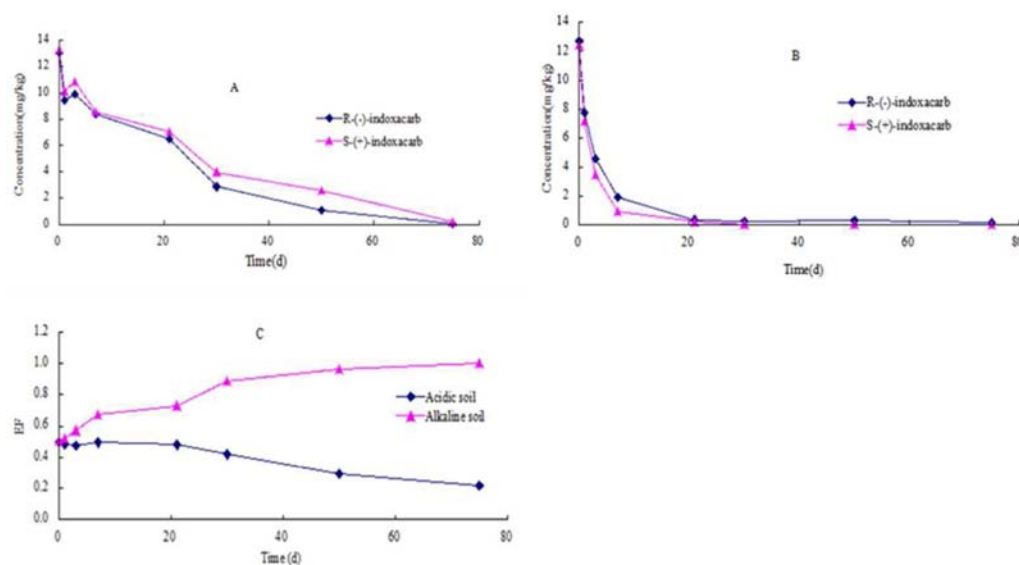 14
12
10
8
6
4
2
0
Concentration(mg/kg)
A
R-(-)-indoxacarb
S-(+)-indoxacarb
0 20 40 60 80
Time(d)
14
12
10
8
6
4
2
0
Concentration(mg/kg)
B
R-(-)-indoxacarb
S-(+)-indoxacarb
0 20 40 60 80
Time(d)
1.2
1.0
0.8
0.6
0.4
0.2
0.0
EF
C
Acidic soil
Alkaline soil
0 20 40 60 80
Time (d)